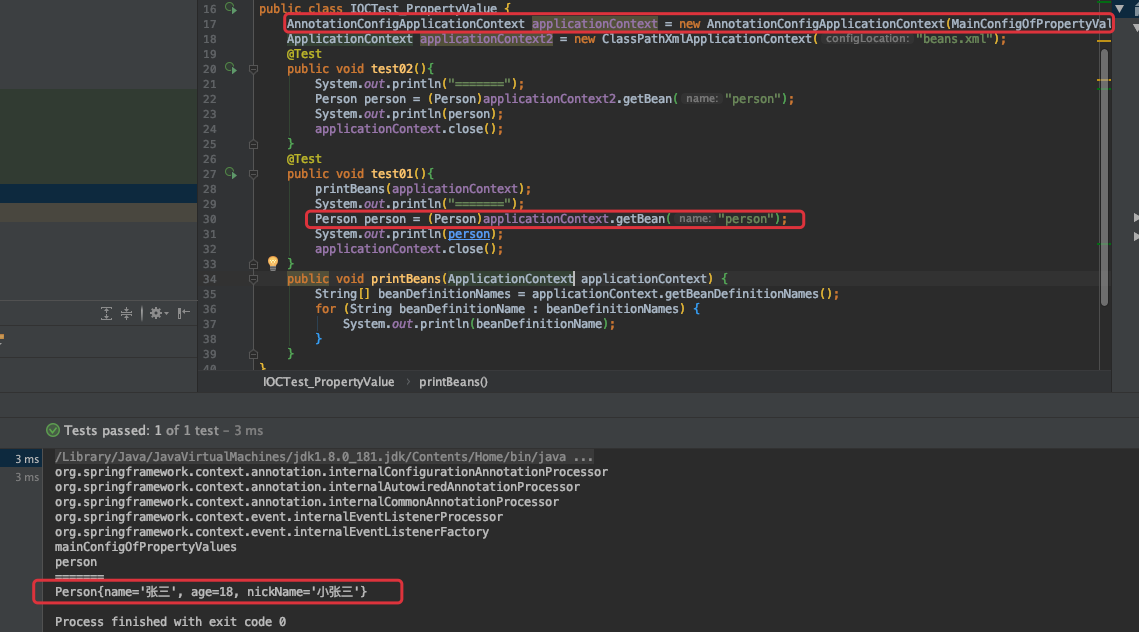 16 public class IOCTest_PropertyValue {
17 AnnotationConfigApplicationContext applicationContext = new AnnotationConfigApplicationContext(MainConfigOfPropertyVal
18 ApplicationContext applicationContext2 = new ClassPathXmlApplicationContext( configLocation: "beans.xml");
19 @Test
20 public void test02(){
21 System.out.println("=======");
22 Person person = (Person)applicationContext2.getBean( name: "person");
23 System.out.println(person);
24 applicationContext.close();
25 }
26 @Test
27 public void test01(){
28 printBeans(applicationContext);
29 System.out.println("=======");
30 Person person = (Person)applicationContext.getBean( name: "person");
31 System.out.println(person);
32 applicationContext.close();
33 }
34 public void printBeans(ApplicationContext applicationContext) {
35 String[] beanDefinitionNames = applicationContext.getBeanDefinitionNames();
36 for (String beanDefinitionName : beanDefinitionNames) {
37 System.out.println(beanDefinitionName);
38 }
39 }
40 }
IOCTest_PropertyValue › printBeans()
Tests passed: 1 of 1 test – 3 ms
3 ms /Library/Java/JavaVirtualMachines/jdk1.8.0_181.jdk/Contents/Home/bin/java ...
3 ms org.springframework.context.annotation.internalConfigurationAnnotationProcessor
org.springframework.context.annotation.internalAutowiredAnnotationProcessor
org.springframework.context.annotation.internalCommonAnnotationProcessor
org.springframework.context.event.internalEventListenerProcessor
org.springframework.context.event.internalEventListenerFactory
mainConfigOfPropertyValues
person
=======
Person{name='张三', age=18, nickName='小张三'}
Process finished with exit code 0